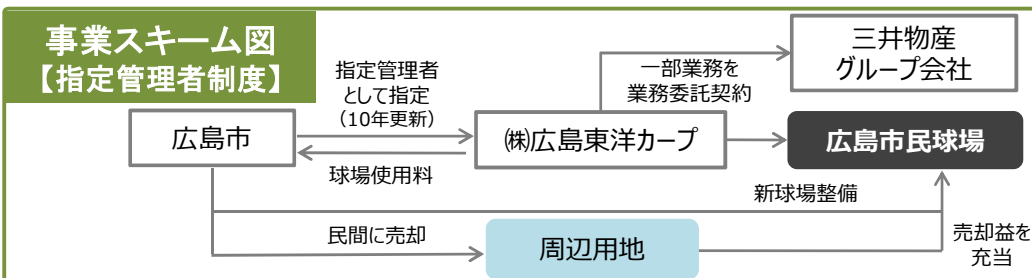 事業スキーム図
【指定管理者制度】
指定管理者
として指定
（10年更新）
一部業務を
業務委託契約
三井物産
グループ会社
広島市
㈱広島東洋カープ
広島市民球場
球場使用料
新球場整備
民間に売却
周辺用地
売却益を
充当